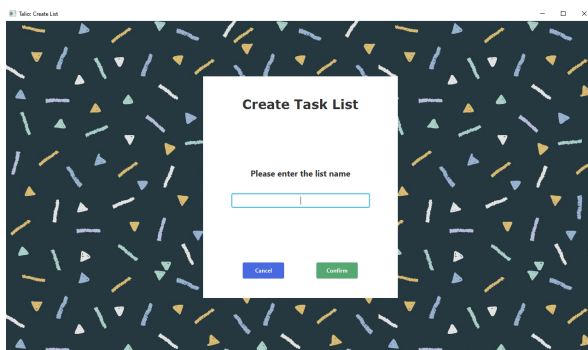 Talio: Create List
Create Task List
Please enter the list name
Cancel
Confirm